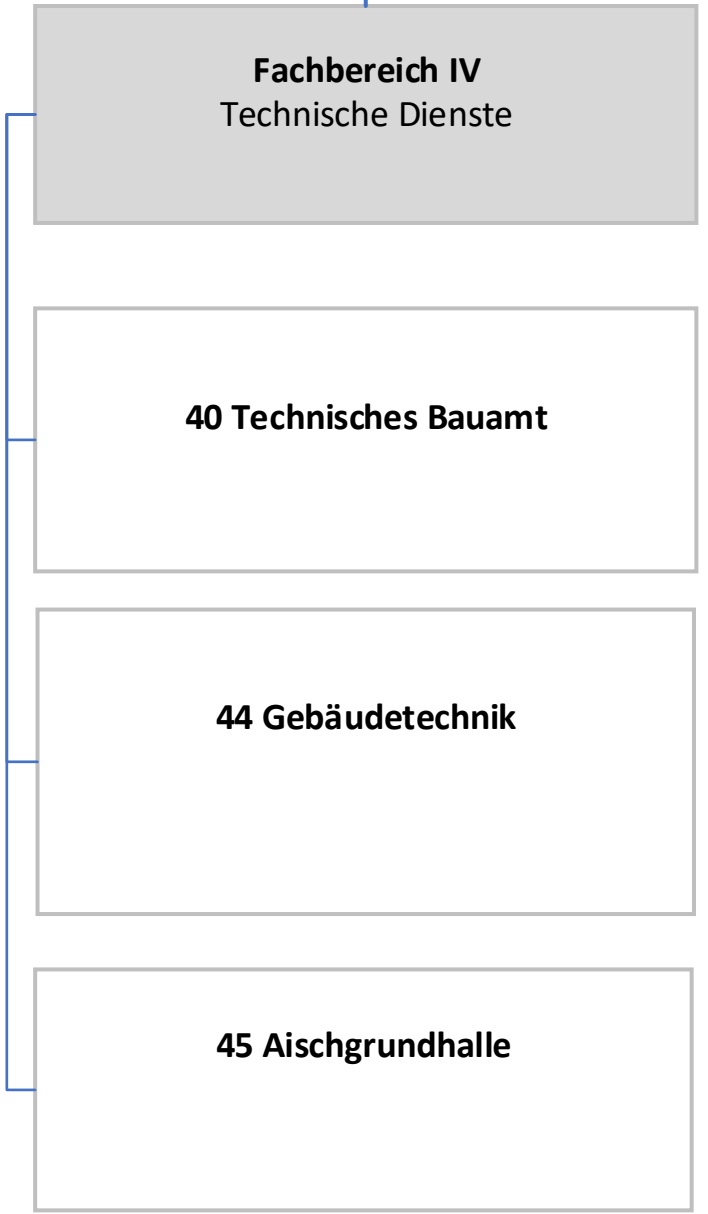 Fachbereich IV
Technische Dienste
40 Technisches Bauamt
44 Gebäudetechnik
45 Aischgrundhalle